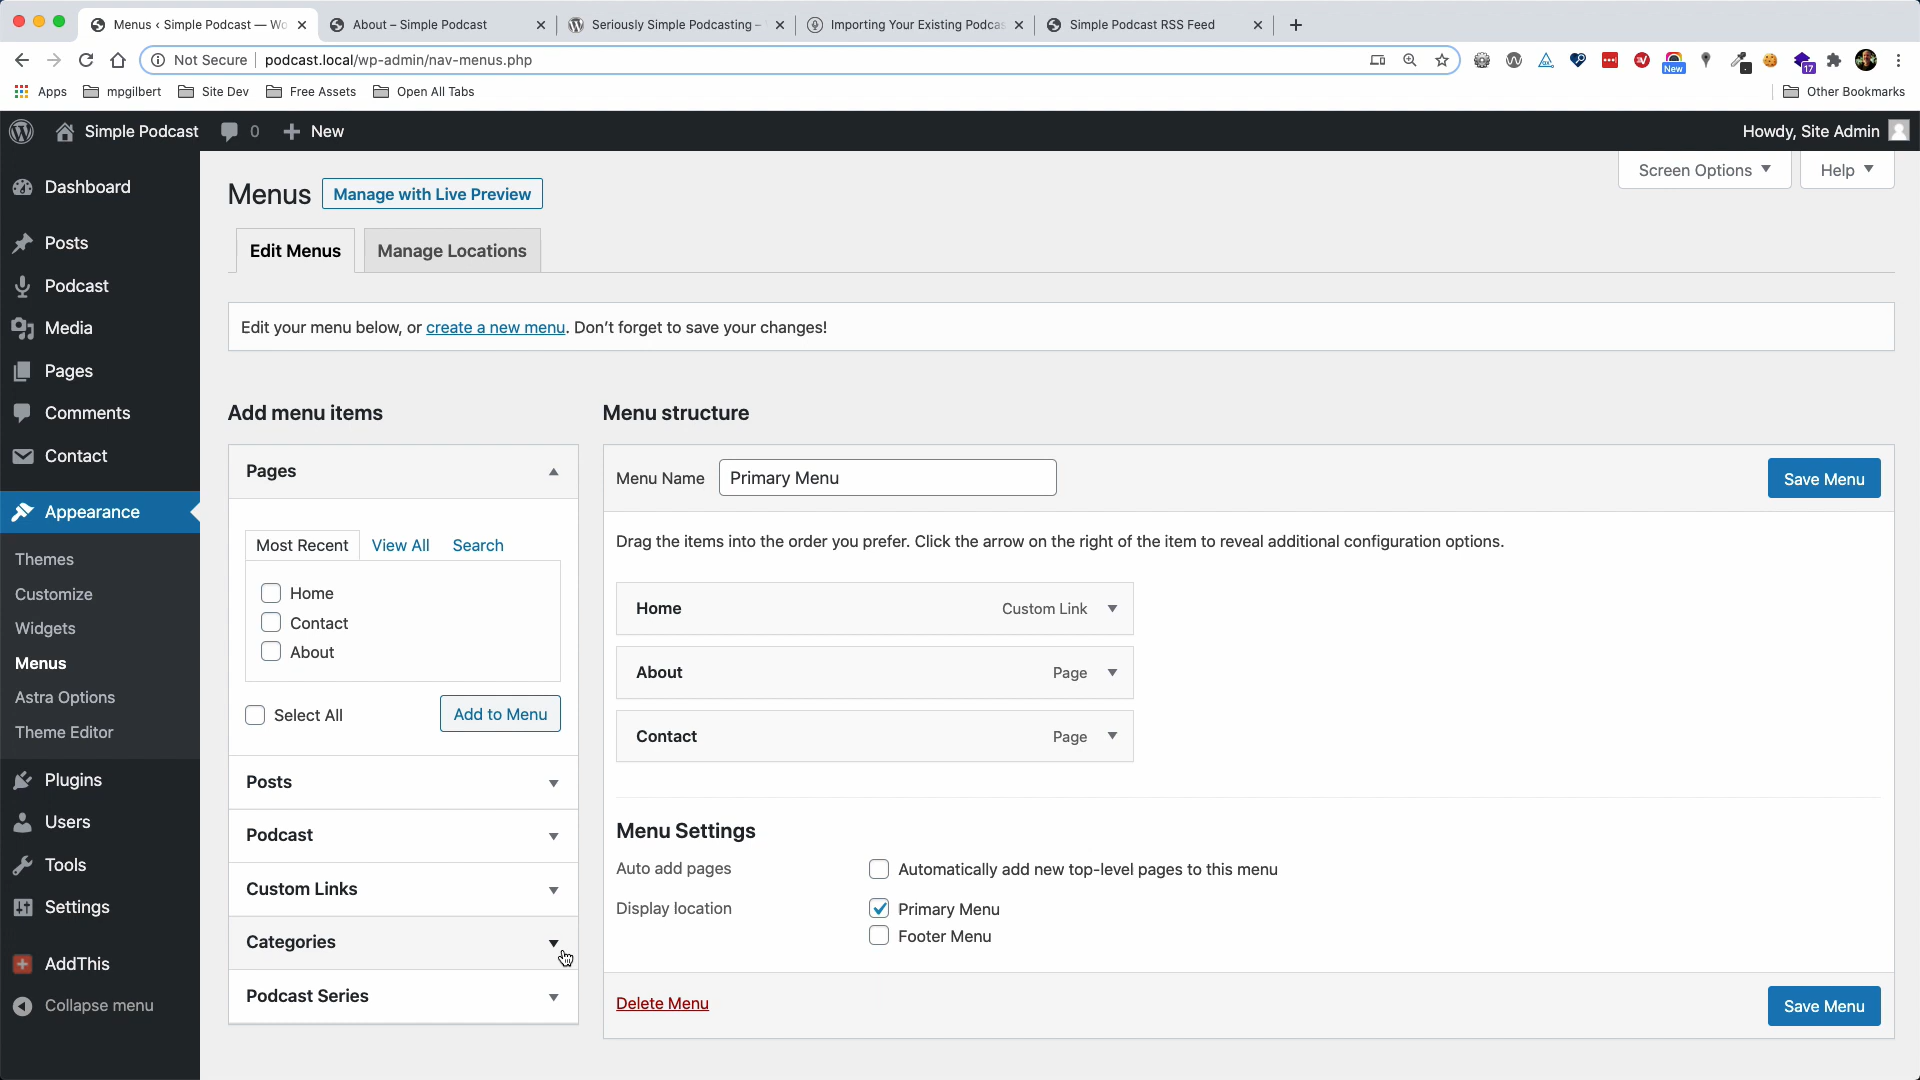 Menus ‹ Simple Podcast — Wo
About – Simple Podcast
Seriously Simple Podcasting –
Importing Your Existing Podcas
Simple Podcast RSS Feed
Not Secure
podcast.local/wp-admin/nav-menus.php
New
17
Apps
mpgilbert
Site Dev
Free Assets
Open All Tabs
Other Bookmarks
Simple Podcast
0
New
Howdy, Site Admin
Dashboard
Posts
Podcast
Media
Pages
Comments
Contact
Appearance
Themes
Customize
Widgets
Menus
Astra Options
Theme Editor
Plugins
Users
Tools
Settings
AddThis
Collapse menu
Screen Options
Help
Menus
Manage with Live Preview
Edit Menus
Manage Locations
Edit your menu below, or create a new menu. Don’t forget to save your changes!
Add menu items
Pages
Most Recent
View All
Search
Home
Contact
About
Select All
Add to Menu
Posts
Podcast
Custom Links
Categories
Podcast Series
Menu structure
Menu Name
Primary Menu
Save Menu
Drag the items into the order you prefer. Click the arrow on the right of the item to reveal additional configuration options.
Home
Custom Link
About
Page
Contact
Page
Menu Settings
Auto add pages
Automatically add new top-level pages to this menu
Display location
Primary Menu
Footer Menu
Delete Menu
Save Menu